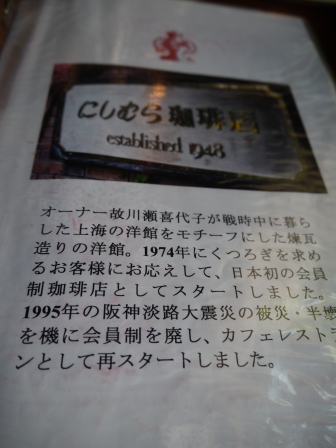 にしむら珈琲店
established 1948
オーナー故川瀬喜代子が戦時中に暮ら
した上海の洋館をモチーフにした煉瓦
造りの洋館。1974年にくつろぎを求め
るお客様にお応えして、日本初の会員
制珈琲店としてスタートしました。
1995年の阪神淡路大震災の被災・半壊
を機に会員制を廃し、カフェレスト
ンとして再スタートしました。